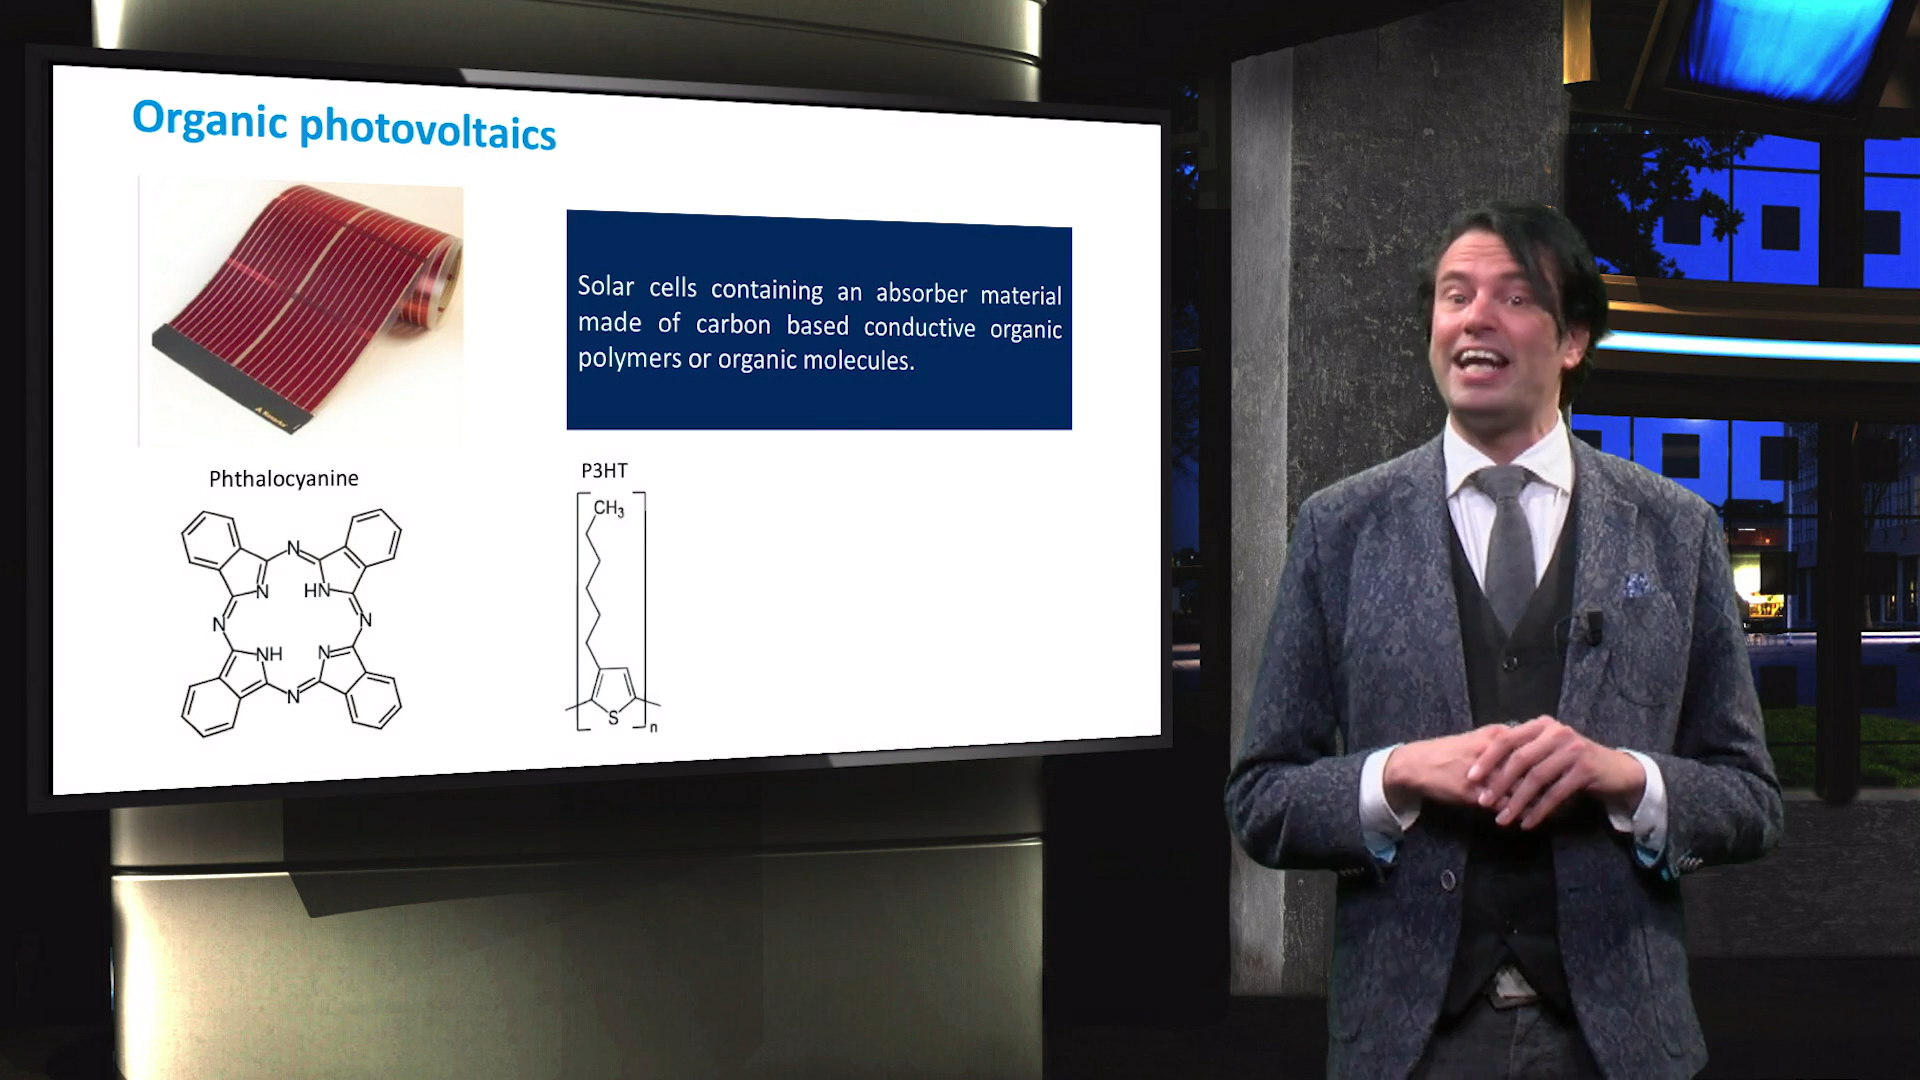 Organic photovoltaics
Solar cells containing an absorber material
made of carbon based conductive organic
polymers or organic molecules.
Phthalocyanine
N
N
HN
N
N
NH
N
N
P3HT
CH3
S
n